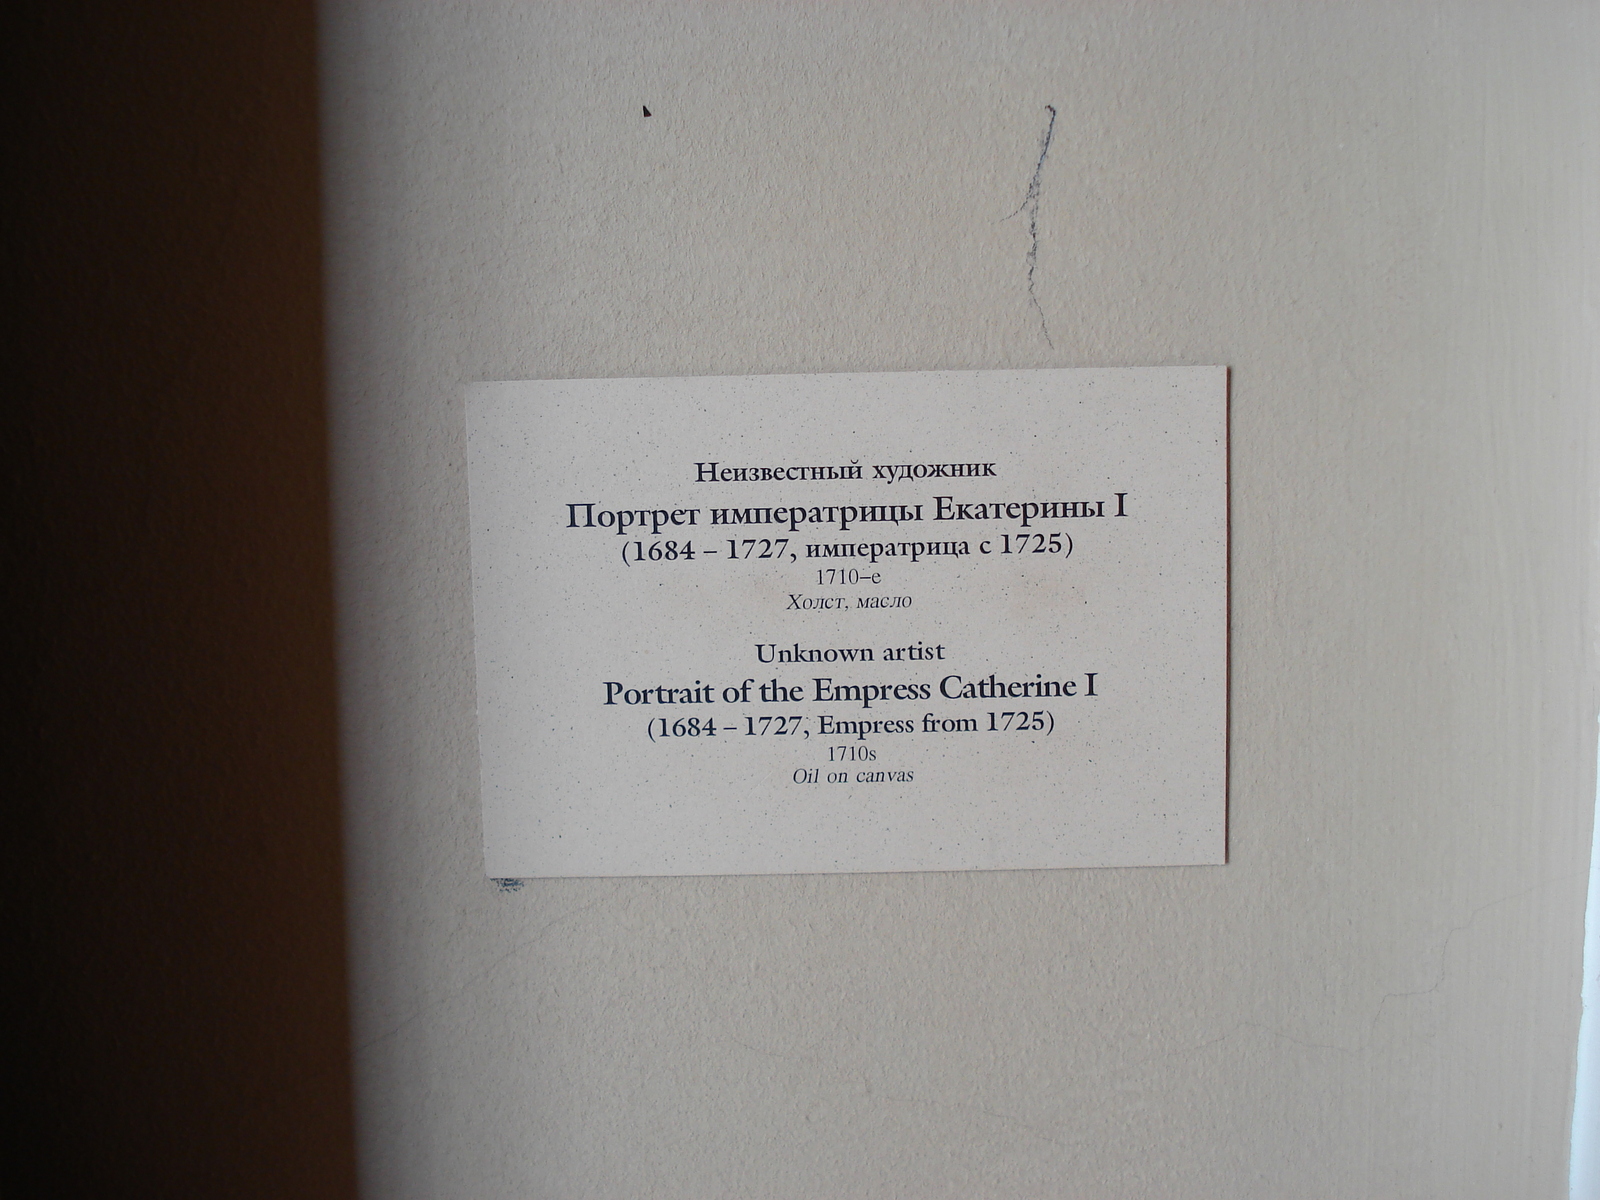 Неизвестный художник
Портрет императрицы Екатерины I
(1684 – 1727, императрица с 1725)
1710–е
Холст, масло
Unknown artist
Portrait of the Empress Catherine I
(1684 – 1727, Empress from 1725)
1710s
Oil on canvas